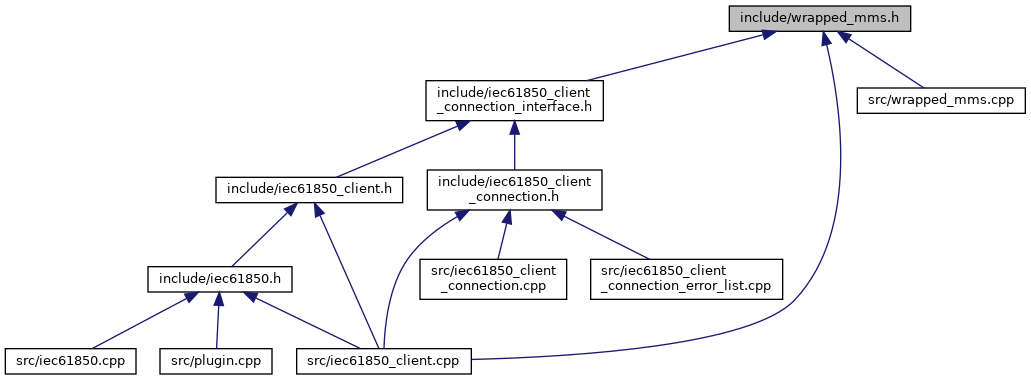 include/wrapped_mms.h
include/iec61850_client
_connection_interface.h
src/wrapped_mms.cpp
include/iec61850_client.h
include/iec61850_client
_connection.h
include/iec61850.h
src/iec61850_client
_connection.cpp
src/iec61850_client
_connection_error_list.cpp
src/iec61850.cpp
src/plugin.cpp
src/iec61850_client.cpp